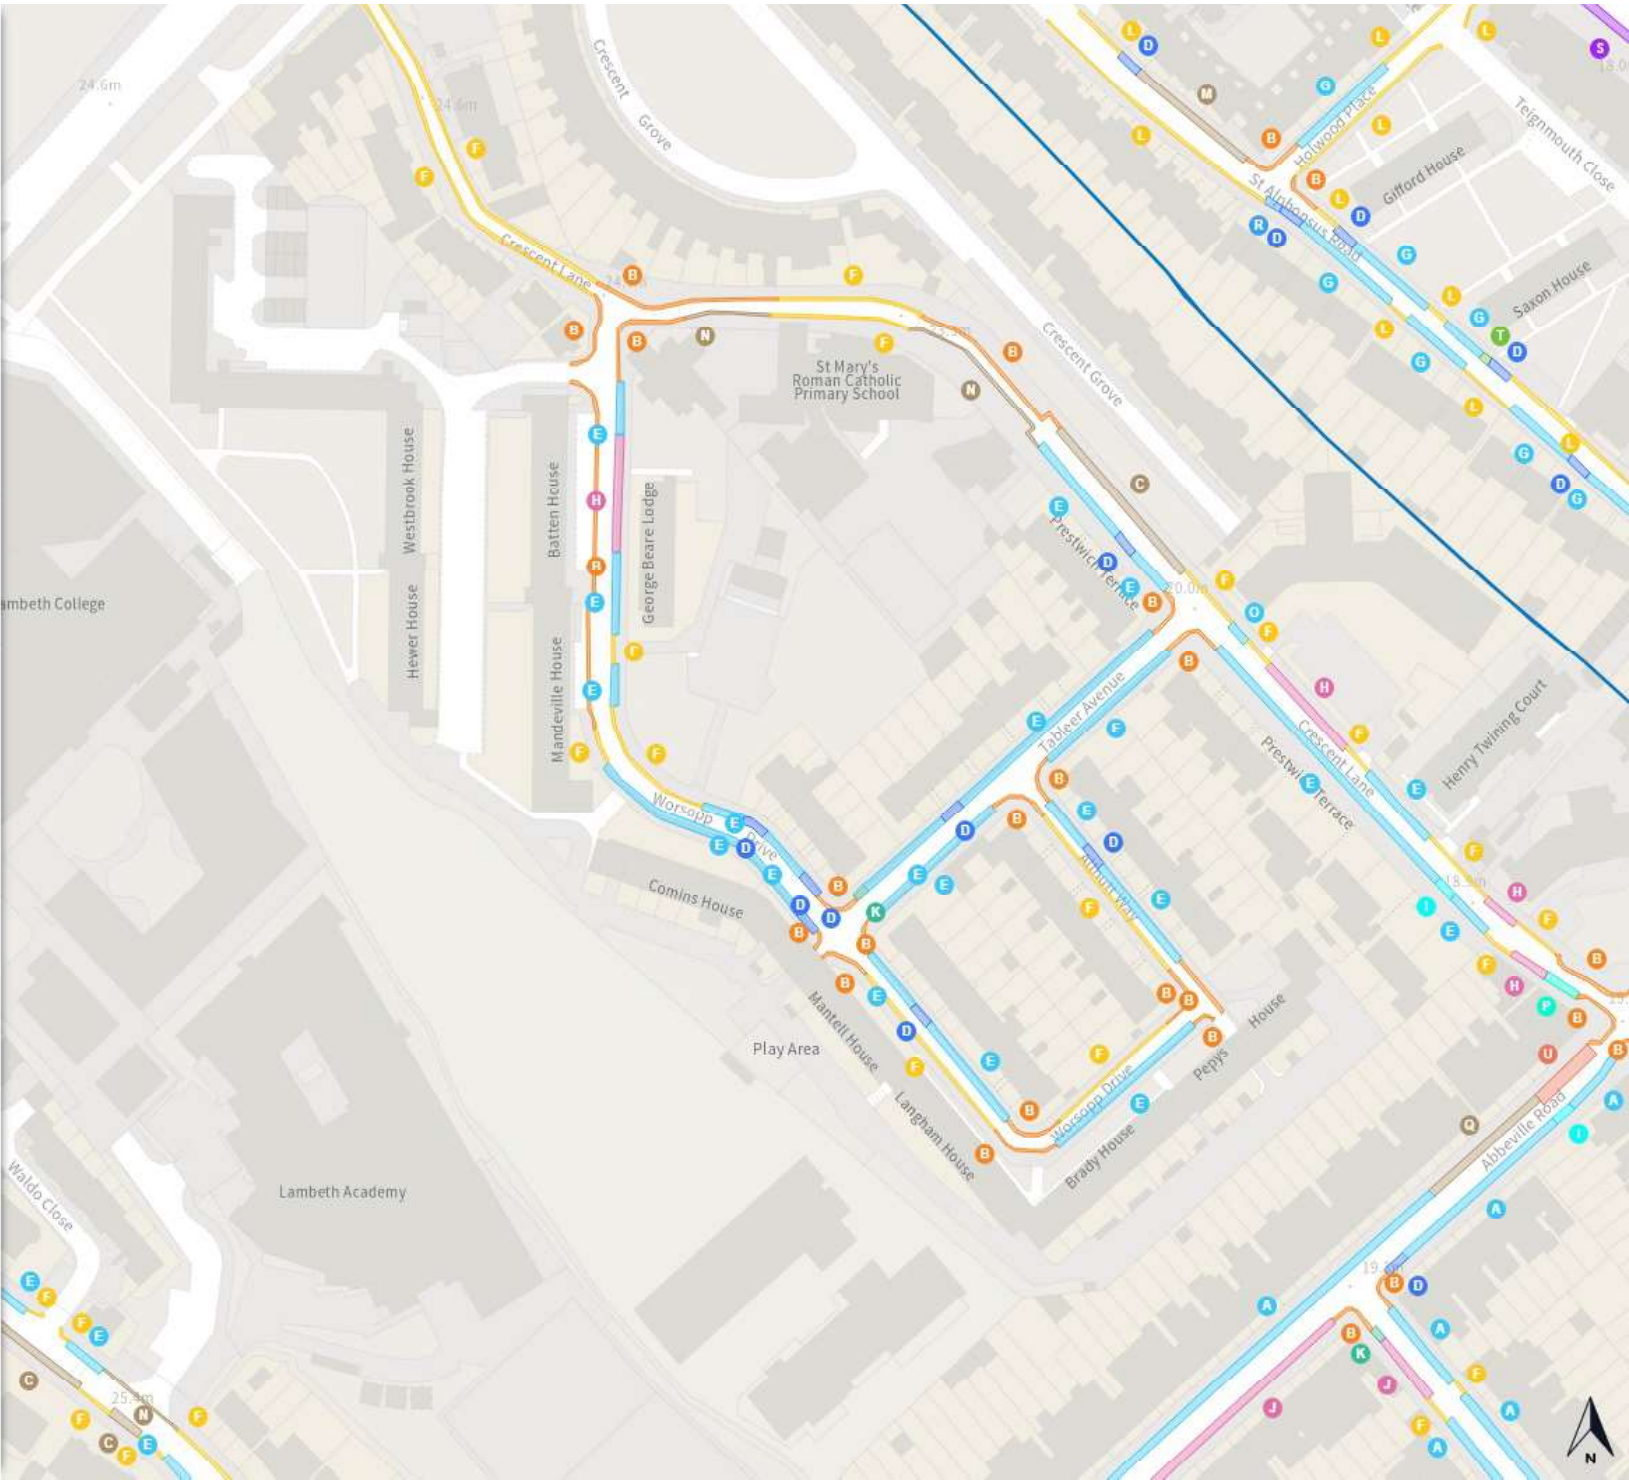 24.6m
24.6m
Crescent
Grove
Crescent Lane
Holwood Place
St Alphonsus Road
Gifford House
Teignmouth Close
Saxon House
S
L
D
M
L
G
L
L
L
B
B
L
D
R
D
G
G
L
G
T
D
L
G
L
G
L
D
G
F
F
B
B
B
N
F
F
N
B
St Mary's
Roman Catholic
Primary School
Crescent Grove
Westbrook House
Batten House
George Beare Lodge
Lambeth College
Hewer House
Mandeville House
E
H
B
E
F
E
F
F
C
E
Prestwich Terrace
D
E
B
20.0m
F
O
F
B
H
F
Crescent Lane
Henry Twining Court
Prestwich Terrace
E
E
Tableer Avenue
E
E
B
B
E
D
D
E
F
Worsopp
Drive
E
E
D
E
D
D
B
B
K
B
E
E
Comins House
F
H
18.9m
I
E
F
F
H
P
B
B
B
U
B
E
D
F
E
B
B
Mantell House
Play Area
Langham House
B
B
B
F
E
Worsopp Drive
Brady House
Pepys
House
A
I
Q
Abbeville Road
A
Lambeth Academy
Waldo Close
E
F
F
E
C
25.4m
N
F
F
C
F
E
A
B
D
B
K
A
J
F
J
A
F
A
N